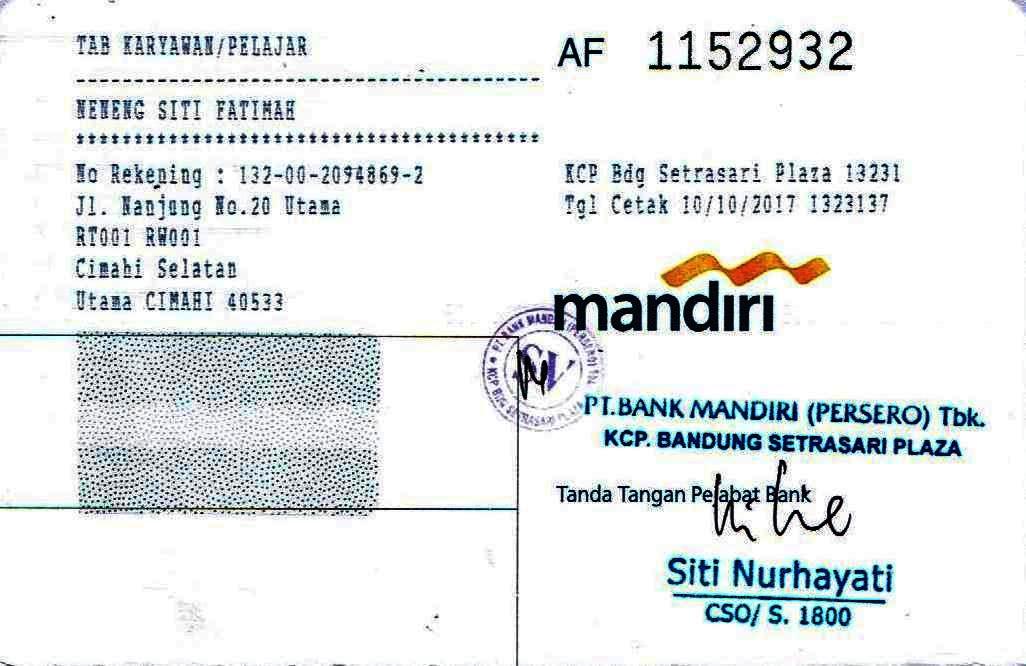 TAB KARYAWAN/PELAJAR
NENENG SITI FATIMAH
No Rekening : 132-00-2094869-2
Jl. Nanjung No.20 Utama
RT001 RW001
Cimahi Selatan
Utama CIMAHI 40533
AF 1152932
KCP Bdg Setrasari Plaza 13231
Tgl Cetak 10/10/2017 1323137
mandiri
PT. BANK MANDIRI (PERSERO) Tbk.
KCP BDG SETRASARI PLAZA
PT.BANK MANDIRI (PERSERO) Tbk.
KCP. BANDUNG SETRASARI PLAZA
Tanda Tangan Pejabat Bank
Siti Nurhayati
CSO/ S. 1800